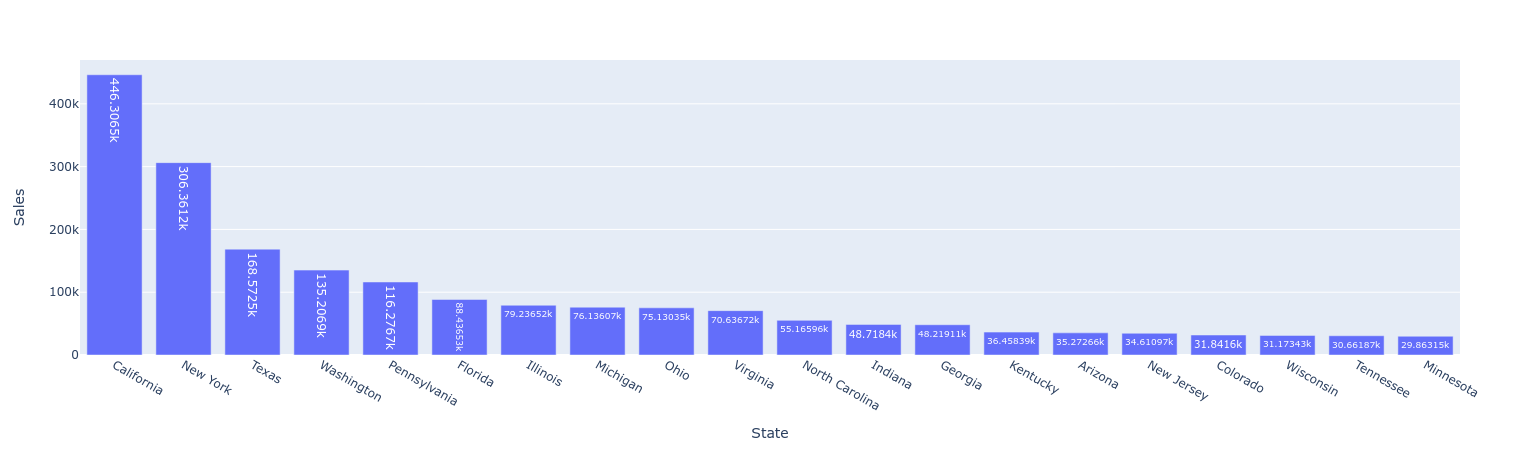 Sales
400k
300k
200k
100k
0
446.3065k
306.3612k
168.5725k
135.2069k
116.2767k
88.43653k
79.23652k
76.13607k
75.13035k
70.63672k
55.16596k
48.7184k
48.21911k
36.45839k
35.27266k
34.61097k
31.8416k
31.17343k
30.66187k
29.86315k
California
New York
Texas
Washington
Pennsylvania
Florida
Illinois
Michigan
Ohio
Virginia
North Carolina
Indiana
Georgia
Kentucky
Arizona
New Jersey
Colorado
Wisconsin
Tennessee
Minnesota
State